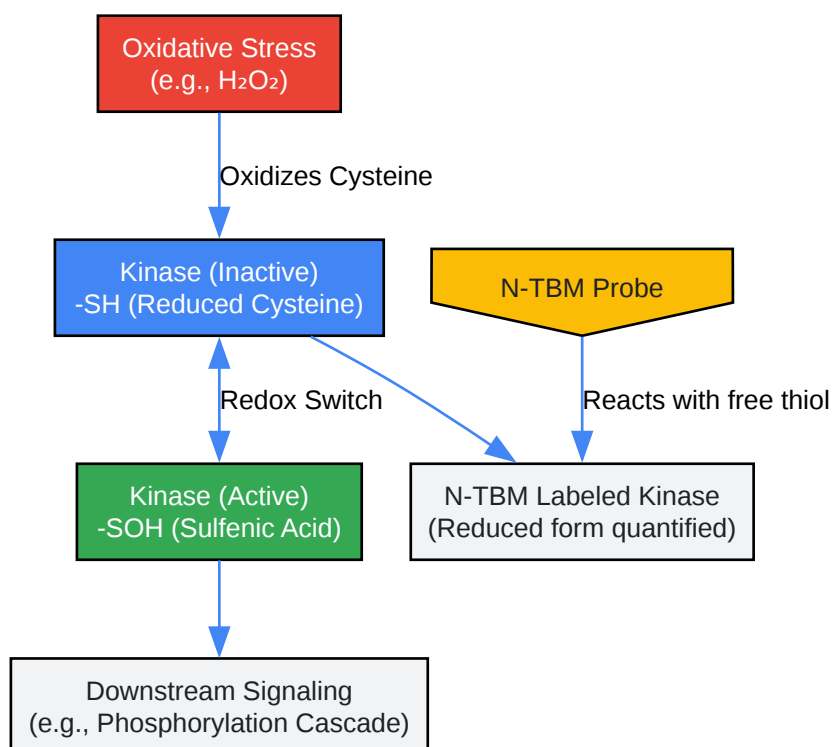 Oxidative Stress
(e.g., H₂O₂)
Oxidizes Cysteine
Kinase (Inactive)
-SH (Reduced Cysteine)
N-TBM Probe
Redox Switch
Reacts with free thiol
Kinase (Active)
-SOH (Sulfenic Acid)
N-TBM Labeled Kinase
(Reduced form quantified)
Downstream Signaling
(e.g., Phosphorylation Cascade)